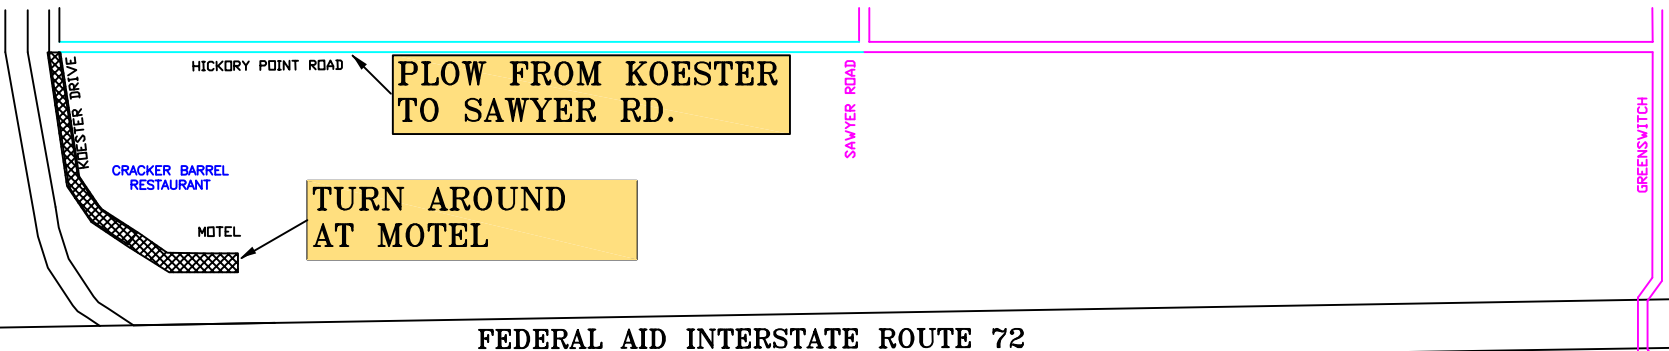 HICKORY POINT ROAD
PLOW FROM KOESTER
TO SAWYER RD.
KOESTER DRIVE
SAWYER ROAD
GREENSWITCH
CRACKER BARREL
RESTAURANT
TURN AROUND
AT MOTEL
MOTEL
FEDERAL AID INTERSTATE ROUTE 72